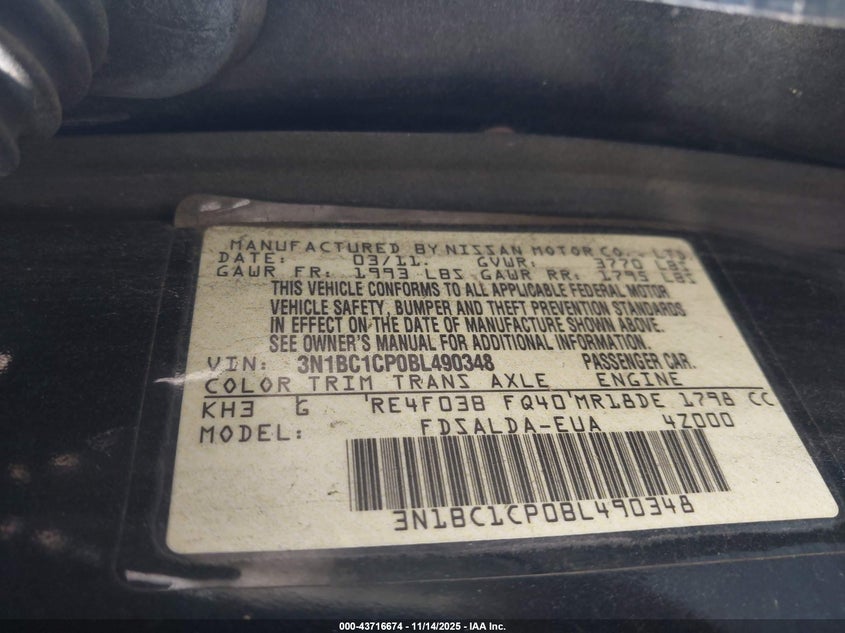 MANUFACTURED BY NISSAN MOTOR CO., LTD.
DATE: 03/11. GVWR: 3770 LBS
GAWR FR: 1993 LBS GAWR RR: 1795 LBS
THIS VEHICLE CONFORMS TO ALL APPLICABLE FEDERAL MOTOR
VEHICLE SAFETY, BUMPER AND THEFT PREVENTION STANDARDS
IN EFFECT ON THE DATE OF MANUFACTURE SHOWN ABOVE.
SEE OWNER'S MANUAL FOR ADDITIONAL INFORMATION.
VIN: 3N1BC1CP0BL490348 PASSENGER CAR.
COLOR TRIM TRANS AXLE ENGINE
KH3 G RE4F03B FQ40 MR18DE 1798 CC
MODEL: FDSALDA-EUA 4Z000
3N1BC1CP0BL490348
000-43716674 | 11/14/2025 - IAA Inc.